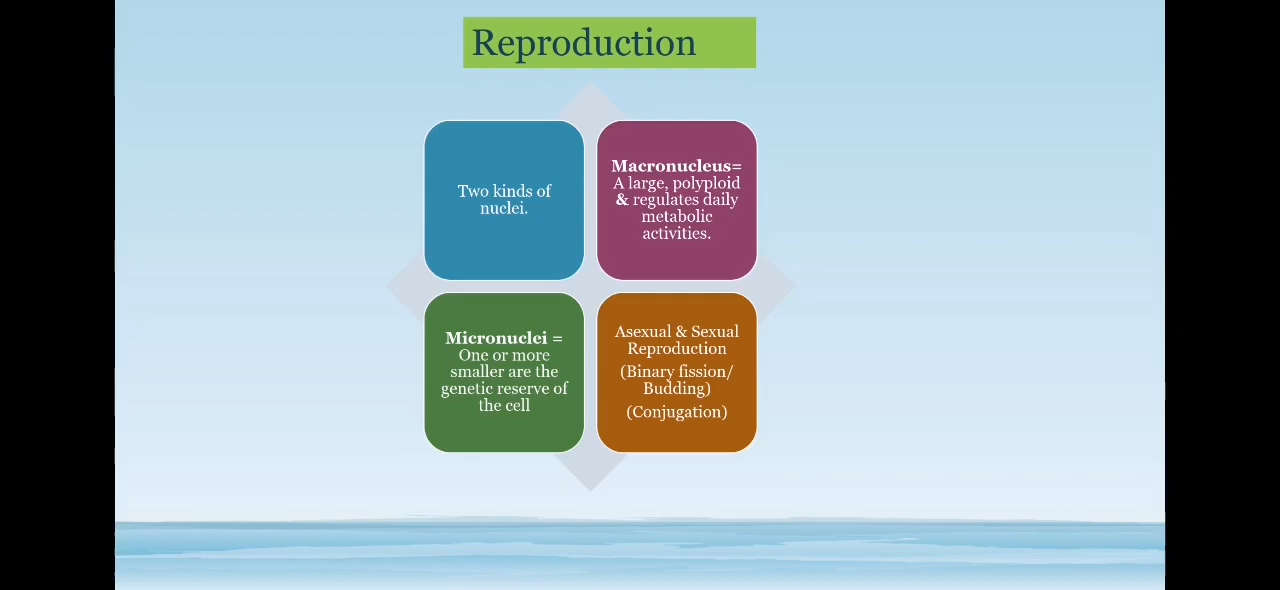 Reproduction
Two kinds of
nuclei.
Macronucleus=
A large, polyploid
& regulates daily
metabolic
activities.
Micronuclei =
One or more
smaller are the
genetic reserve of
the cell
Asexual & Sexual
Reproduction
(Binary fission/
Budding)
(Conjugation)